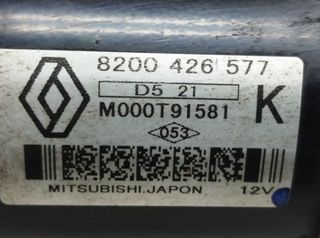 8200 426 577
D5 21
M000T91581 K
053
MITSUBISHI.JAPON 12V